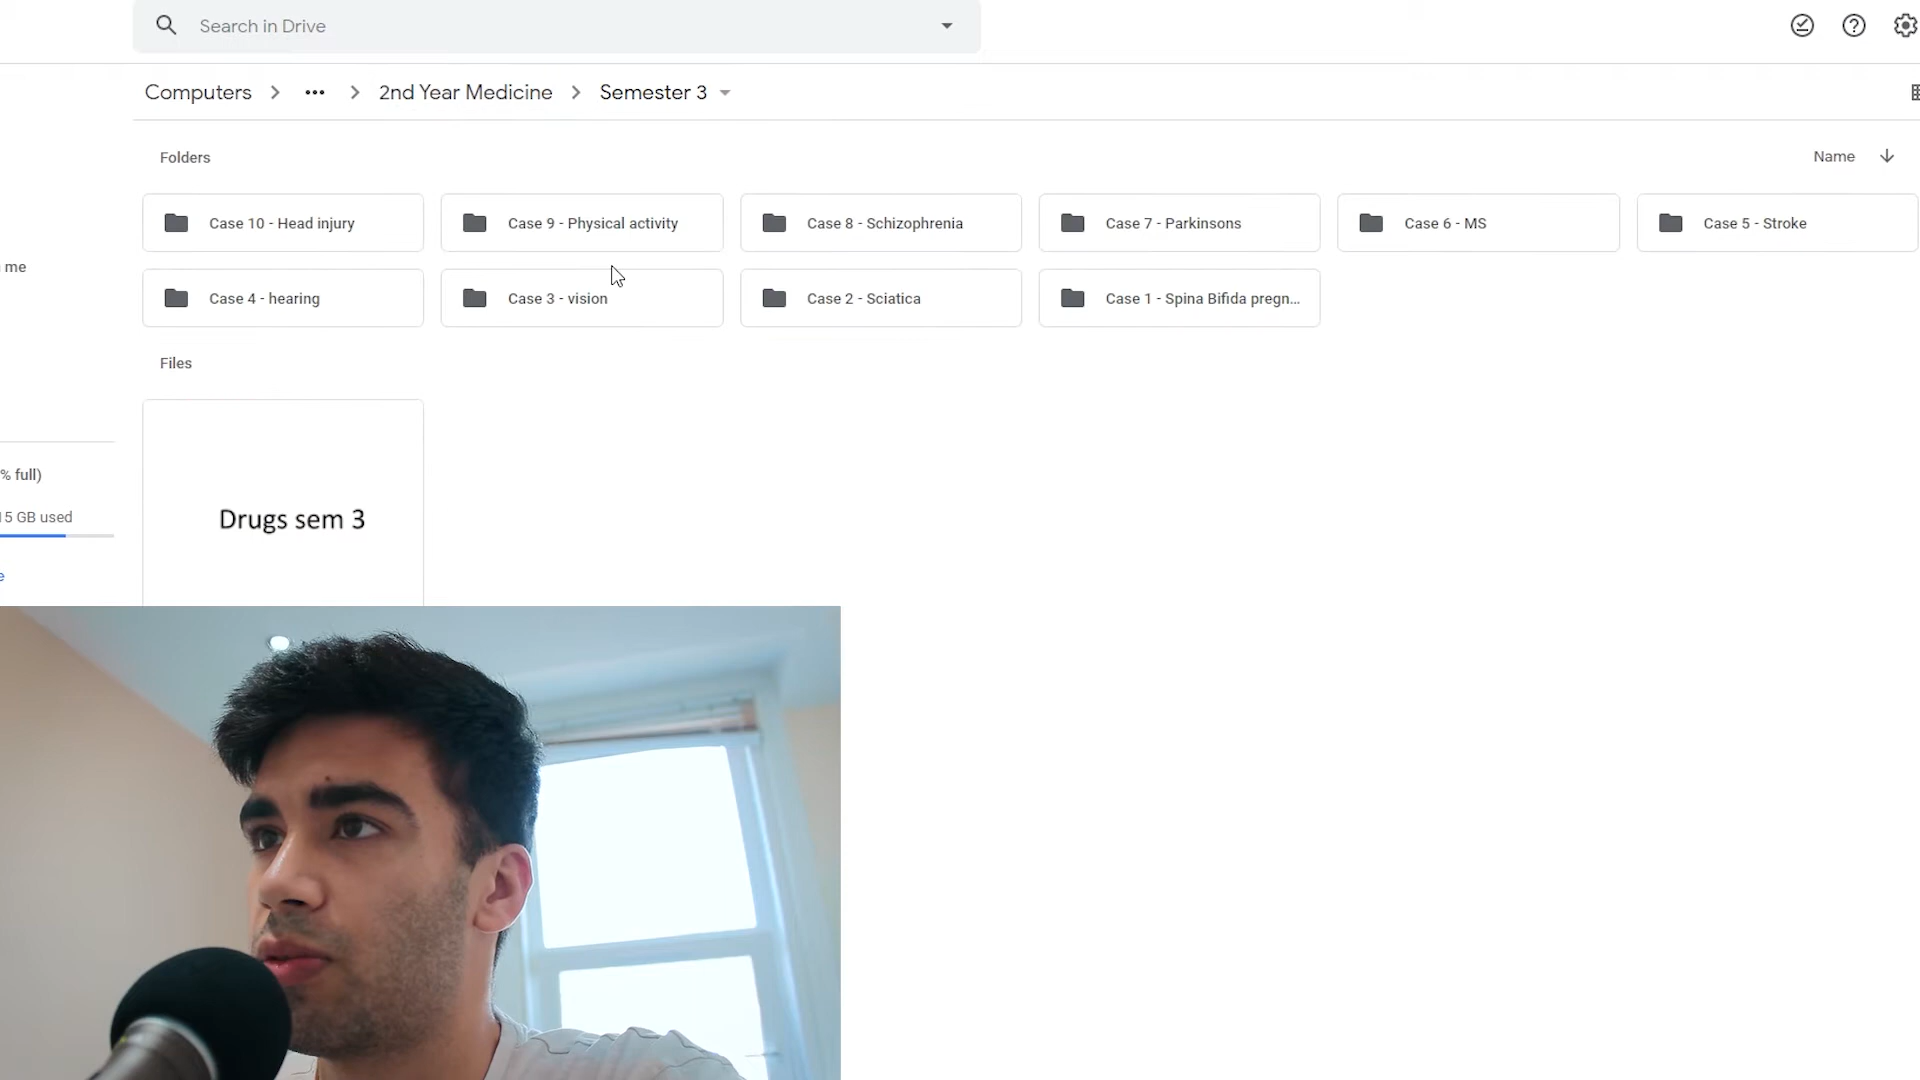 Search in Drive
Computers > ... > 2nd Year Medicine > Semester 3
Folders
Name
Case 10 - Head injury
Case 9 - Physical activity
Case 8 - Schizophrenia
Case 7 - Parkinsons
Case 6 - MS
Case 5 - Stroke
me
Case 4 - hearing
Case 3 - vision
Case 2 - Sciatica
Case 1 - Spina Bifida pregn...
Files
% full)
15 GB used
Drugs sem 3
e